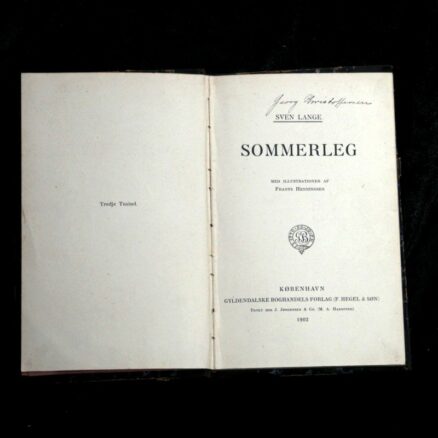 Tredje Tusind.
Georg Christoffersen
SVEN LANGE
SOMMERLEG
MED ILLUSTRATIONER AF
FRANTS HENNINGSEN
KØBENHAVN
GYLDENDALSKE BOGHANDELS FORLAG (F. HEGEL & SØN)
TRYKT HOS J. JØRGENSEN & CO. (M. A. HANNOVER)
1902